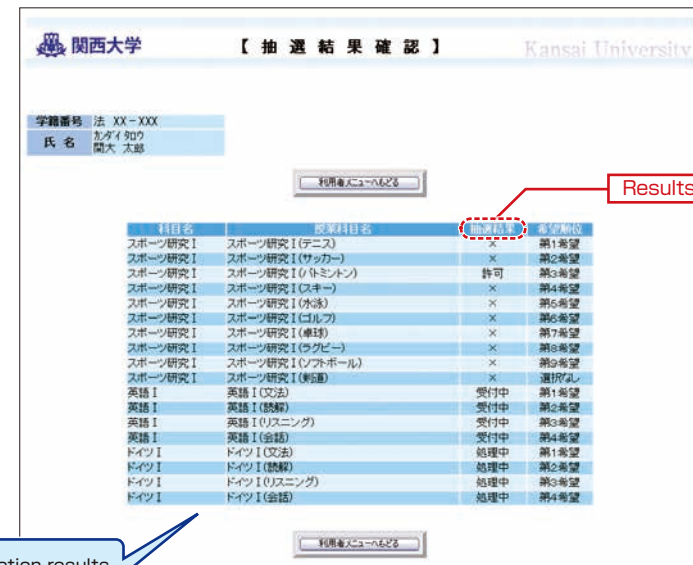 関西大学 【 抽 選 結 果 確 認 】 Kansai University
学籍番号 法 XX-XXX
氏 名 カンダイ タロウ
関大 太郎
利用者メニューへもどる
Results
科目名 授業科目名 抽選結果 希望順位
スポーツ研究Ⅰ スポーツ研究Ⅰ(テニス) × 第1希望
スポーツ研究Ⅰ スポーツ研究Ⅰ(サッカー) × 第2希望
スポーツ研究Ⅰ スポーツ研究Ⅰ(バトミントン) 許可 第3希望
スポーツ研究Ⅰ スポーツ研究Ⅰ(スキー) × 第4希望
スポーツ研究Ⅰ スポーツ研究Ⅰ(水泳) × 第5希望
スポーツ研究Ⅰ スポーツ研究Ⅰ(ゴルフ) × 第6希望
スポーツ研究Ⅰ スポーツ研究Ⅰ(卓球) × 第7希望
スポーツ研究Ⅰ スポーツ研究Ⅰ(ラグビー) × 第8希望
スポーツ研究Ⅰ スポーツ研究Ⅰ(ソフトボール) × 第9希望
スポーツ研究Ⅰ スポーツ研究Ⅰ(剣道) × 選択なし
英語Ⅰ 英語Ⅰ(文法) 受付中 第1希望
英語Ⅰ 英語Ⅰ(読解) 受付中 第2希望
英語Ⅰ 英語Ⅰ(リスニング) 受付中 第3希望
英語Ⅰ 英語Ⅰ(会話) 受付中 第4希望
ドイツⅠ ドイツⅠ(文法) 処理中 第1希望
ドイツⅠ ドイツⅠ(読解) 処理中 第2希望
ドイツⅠ ドイツⅠ(リスニング) 処理中 第3希望
ドイツⅠ ドイツⅠ(会話) 処理中 第4希望
利用者メニューへもどる
results